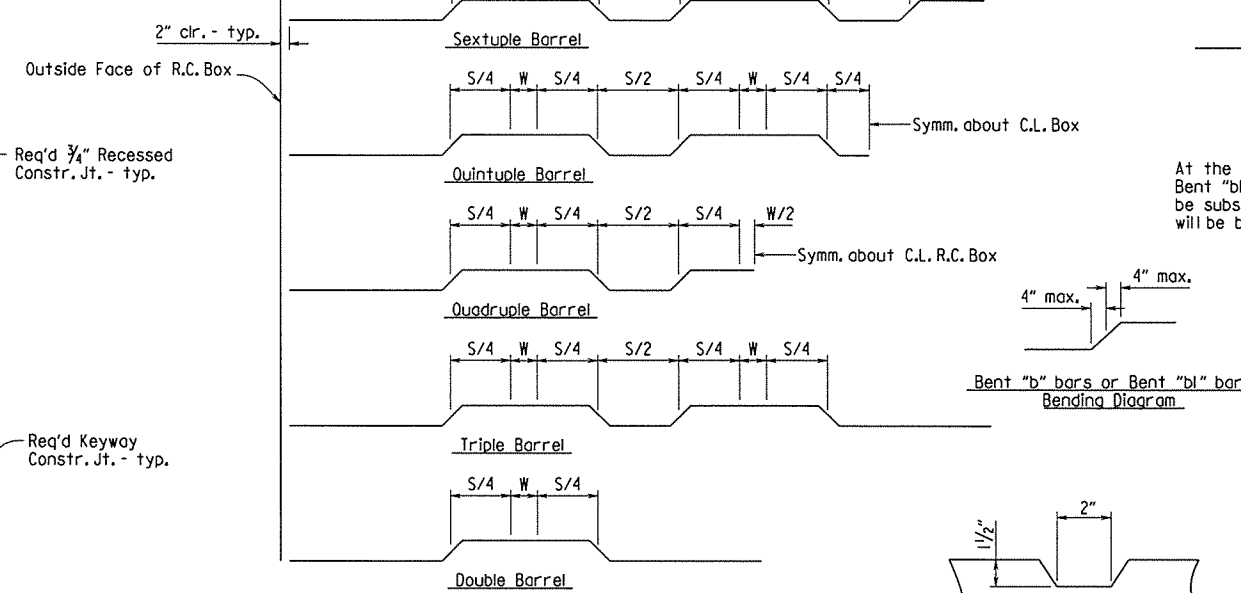 2" clr. - typ.
Sextuple Barrel
Outside Face of R.C. Box
S/4 W S/4 S/2 S/4 W S/4 S/4
Symm. about C.L. Box
Req'd 3/4" Recessed
Constr. Jt. - typ.
Quintuple Barrel
At the
Bent "bl
be subs
will be b
S/4 W S/4 S/2 S/4 W/2
Symm. about C.L. R.C. Box
4" max.
4" max.
Quadruple Barrel
S/4 W S/4 S/2 S/4 W S/4
Bent "b" bars or Bent "bl" bar
Bending Diagram
Req'd Keyway
Constr. Jt. - typ.
Triple Barrel
S/4 W S/4
2"
1 1/2"
Double Barrel